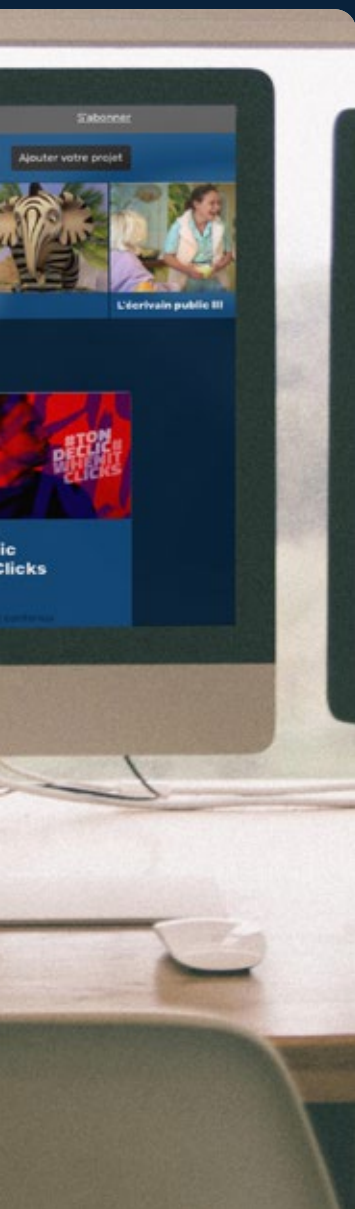 S'abonner
Ajouter votre projet
L'écrivain public III
#TON
DECLIC#
WHEN IT
CLICKS
ic
Clicks